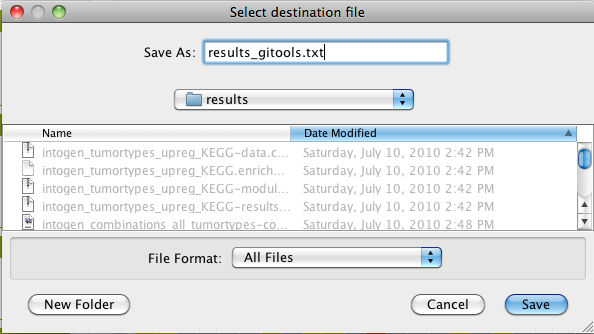 Select destination file
Save As: results_gitools.txt
results
Name Date Modified
intogen_tumortypes_upreg_KEGG-data.c... Saturday, July 10, 2010 2:42 PM
intogen_tumortypes_upreg_KEGG.enrich... Saturday, July 10, 2010 2:42 PM
intogen_tumortypes_upreg_KEGG-modul... Saturday, July 10, 2010 2:42 PM
intogen_tumortypes_upreg_KEGG-results... Saturday, July 10, 2010 2:42 PM
intogen_combinations_all_tumortypes-co... Saturday, July 10, 2010 2:48 PM
File Format: All Files
New Folder Cancel Save